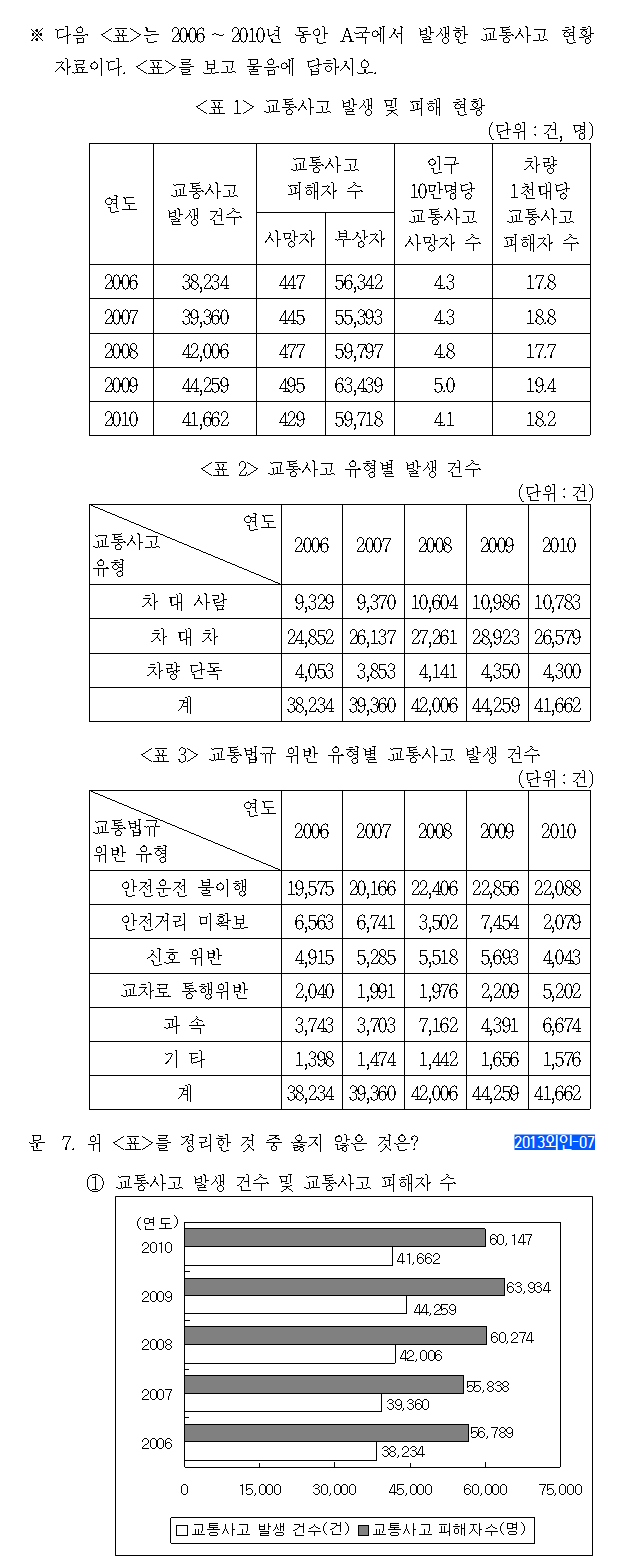 ※ 다음 <표>는 2006 ~ 2010년 동안 A국에서 발생한 교통사고 현황
자료이다. <표>를 보고 물음에 답하시오.
<표 1> 교통사고 발생 및 피해 현황
(단위 : 건, 명)
연도 교통사고 발생 건수 교통사고 피해자 수 인구 10만명당 교통사고 사망자 수 차량 1천대당 교통사고 피해자 수
사망자 부상자
2006 38,234 447 56,342 4.3 17.8
2007 39,360 445 55,393 4.3 18.8
2008 42,006 477 59,797 4.8 17.7
2009 44,259 495 63,439 5.0 19.4
2010 41,662 429 59,718 4.1 18.2
<표 2> 교통사고 유형별 발생 건수
(단위 : 건)
연도
교통사고 유형 2006 2007 2008 2009 2010
차 대 사람 9,329 9,370 10,604 10,986 10,783
차 대 차 24,852 26,137 27,261 28,923 26,579
차량 단독 4,053 3,853 4,141 4,350 4,300
계 38,234 39,360 42,006 44,259 41,662
<표 3> 교통법규 위반 유형별 교통사고 발생 건수
(단위 : 건)
연도
교통법규 위반 유형 2006 2007 2008 2009 2010
안전운전 불이행 19,575 20,166 22,406 22,856 22,088
안전거리 미확보 6,563 6,741 3,502 7,454 2,079
신호 위반 4,915 5,285 5,518 5,693 4,043
교차로 통행위반 2,040 1,991 1,976 2,209 5,202
과 속 3,743 3,703 7,162 4,391 6,674
기 타 1,398 1,474 1,442 1,656 1,576
계 38,234 39,360 42,006 44,259 41,662
문 7. 위 <표>를 정리한 것 중 옳지 않은 것은? 2013외인-07
① 교통사고 발생 건수 및 교통사고 피해자 수
(연도)
2010 60,147
41,662
2009 63,934
44,259
2008 60,274
42,006
2007 55,838
39,360
2006 56,789
38,234
0 15,000 30,000 45,000 60,000 75,000
교통사고 발생 건수(건) 교통사고 피해자수(명)